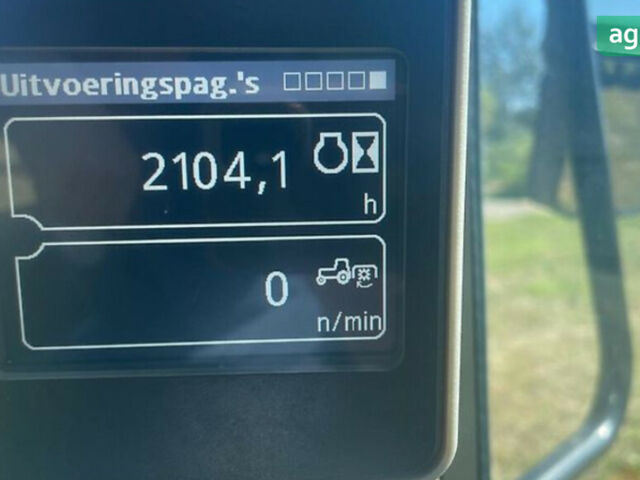 Uitvoeringspag.'s
2104,1
h
0
n/min
ag